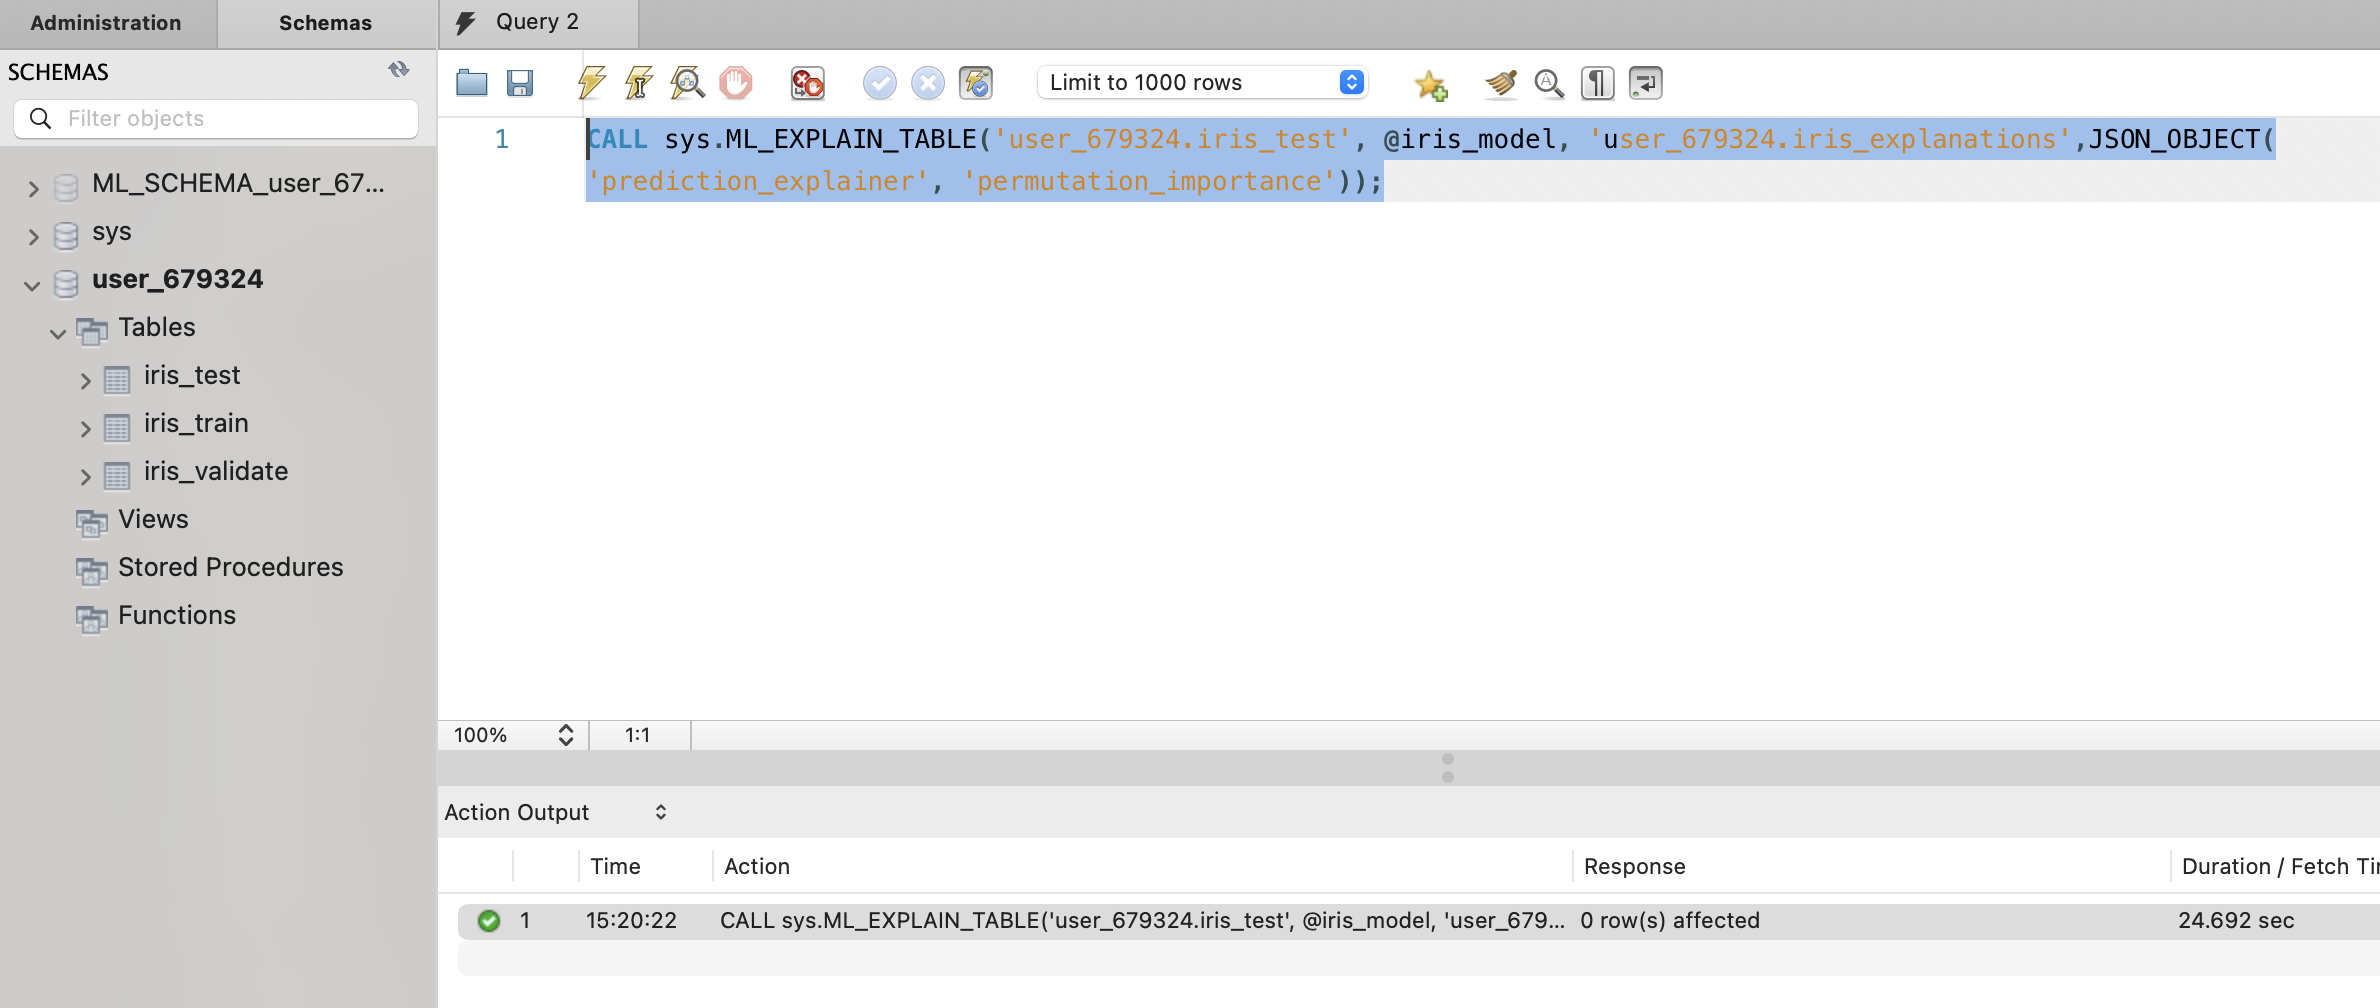 Administration
Schemas
Query 2
SCHEMAS
Filter objects
Limit to 1000 rows
1
CALL sys.ML_EXPLAIN_TABLE('user_679324.iris_test', @iris_model, 'user_679324.iris_explanations',JSON_OBJECT(
'prediction_explainer', 'permutation_importance'));
ML_SCHEMA_user_67...
sys
user_679324
Tables
iris_test
iris_train
iris_validate
Views
Stored Procedures
Functions
100%
1:1
Action Output
Time
Action
Response
Duration / Fetch Tir
1
15:20:22
CALL sys.ML_EXPLAIN_TABLE('user_679324.iris_test', @iris_model, 'user_679...
0 row(s) affected
24.692 sec